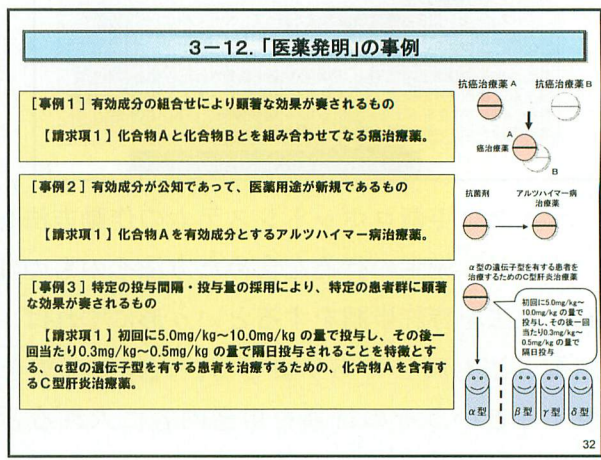 3－12.「医薬発明」の事例
抗癌治療薬 A 抗癌治療薬 B
[事例１] 有効成分の組合せにより顕著な効果が奏されるもの
【請求項１】化合物Ａと化合物Ｂとを組み合わせてなる癌治療薬。
A
癌治療薬
B
[事例２] 有効成分が公知であって、医薬用途が新規であるもの
【請求項１】化合物Ａを有効成分とするアルツハイマー病治療薬。
抗菌剤 アルツハイマー病
治療薬
α型の遺伝子型を有する患者を
治療するためのC型肝炎治療薬
[事例３] 特定の投与間隔・投与量の採用により、特定の患者群に顕著
な効果が奏されるもの
【請求項１】初回に5.0mg/kg～10.0mg/kg の量で投与し、その後一
回当たり0.3mg/kg～0.5mg/kg の量で隔日投与されることを特徴とす
る、α型の遺伝子型を有する患者を治療するための、化合物Ａを含有す
るＣ型肝炎治療薬。
初回に5.0mg/kg～
10.0mg/kg の量で
投与し、その後一回
当たり0.3mg/kg～
0.5mg/kg の量で
隔日投与
α型 β型 γ型 δ型
32